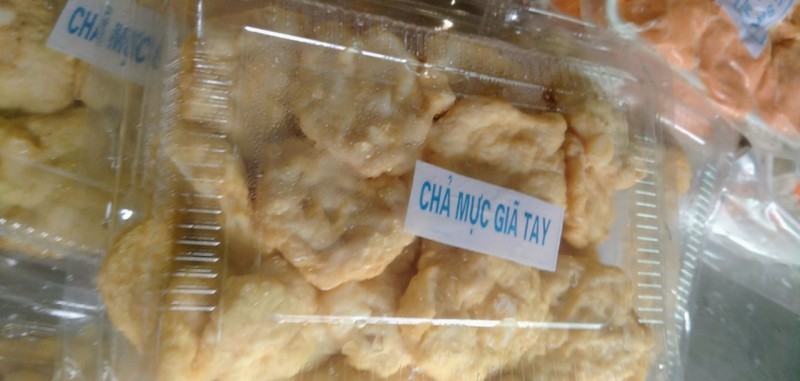 CHẢ MỰC
CHẢ MỰC GIÃ TAY